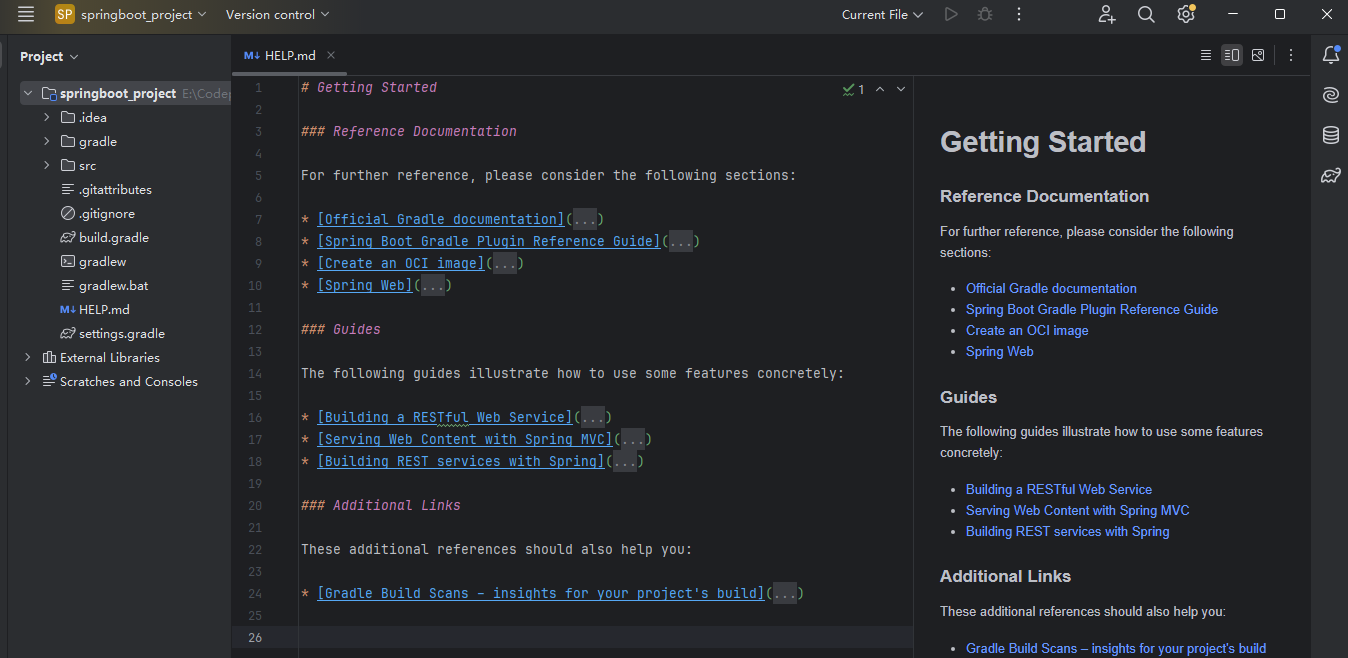 SP springboot_project Version control Current File
Project
HELP.md
springboot_project E:\Codep
.idea
gradle
src
.gitattributes
.gitignore
build.gradle
gradlew
gradlew.bat
M↓ HELP.md
settings.gradle
External Libraries
Scratches and Consoles
1 # Getting Started
2
3 ### Reference Documentation
4
5 For further reference, please consider the following sections:
6
7 * [Official Gradle documentation](...)
8 * [Spring Boot Gradle Plugin Reference Guide](...)
9 * [Create an OCI image](...)
10 * [Spring Web](...)
11
12 ### Guides
13
14 The following guides illustrate how to use some features concretely:
15
16 * [Building a RESTful Web Service](...)
17 * [Serving Web Content with Spring MVC](...)
18 * [Building REST services with Spring](...)
19
20 ### Additional Links
21
22 These additional references should also help you:
23
24 * [Gradle Build Scans – insights for your project's build](...)
25
26
1
Getting Started
Reference Documentation
For further reference, please consider the following
sections:
• Official Gradle documentation
• Spring Boot Gradle Plugin Reference Guide
• Create an OCI image
• Spring Web
Guides
The following guides illustrate how to use some features
concretely:
• Building a RESTful Web Service
• Serving Web Content with Spring MVC
• Building REST services with Spring
Additional Links
These additional references should also help you:
• Gradle Build Scans – insights for your project's build